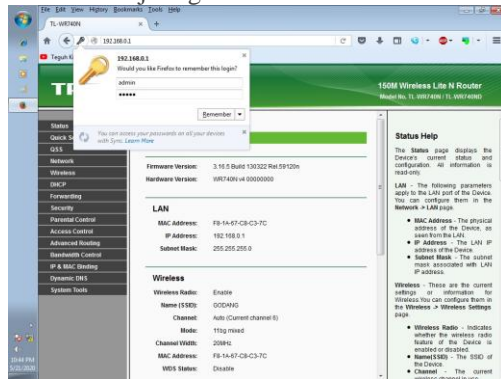 File Edit View History Bookmarks Tools Help
TL-WR740N
192.168.0.1
Teguh
192.168.0.1
Would you like Firefox to remember this login?
admin
•••••
Remember
You can access your passwords on all your devices
with Sync. Learn More
TP
150M Wireless Lite N Router
Model No. TL-WR740N / TL-WR740ND
Status
Quick
QSS
Network
Wireless
DHCP
Forwarding
Security
Parental Control
Access Control
Advanced Routing
Bandwidth Control
IP & MAC Binding
Dynamic DNS
System Tools
Firmware Version: 3.16.5 Build 130322 Rel.59120n
Hardware Version: WR740N v4 00000000
LAN
MAC Address: F8-1A-67-C8-C3-7C
IP Address: 192.168.0.1
Subnet Mask: 255.255.255.0
Wireless
Wireless Radio: Enable
Name (SSID): GODANG
Channel: Auto (Current channel 6)
Mode: 11bg mixed
Channel Width: 20MHz
MAC Address: F8-1A-67-C8-C3-7C
WDS Status: Disable
Status Help
The Status page displays the
Device's current status and
configuration. All information is
read-only.
LAN - The following parameters
apply to the LAN port of the Device.
You can configure them in the
Network -> LAN page.
• MAC Address - The physical
address of the Device, as
seen from the LAN.
• IP Address - The LAN IP
address of the Device.
• Subnet Mask - The subnet
mask associated with LAN
IP address.
Wireless - These are the current
settings or information for
Wireless.You can configure them in
the Wireless -> Wireless Settings
page.
• Wireless Radio - Indicates
whether the wireless radio
feature of the Device is
enabled or disabled.
• Name(SSID) - The SSID of
the Device.
• Channel - The current
wireless channel in use.
10:44 PM
5/21/2020